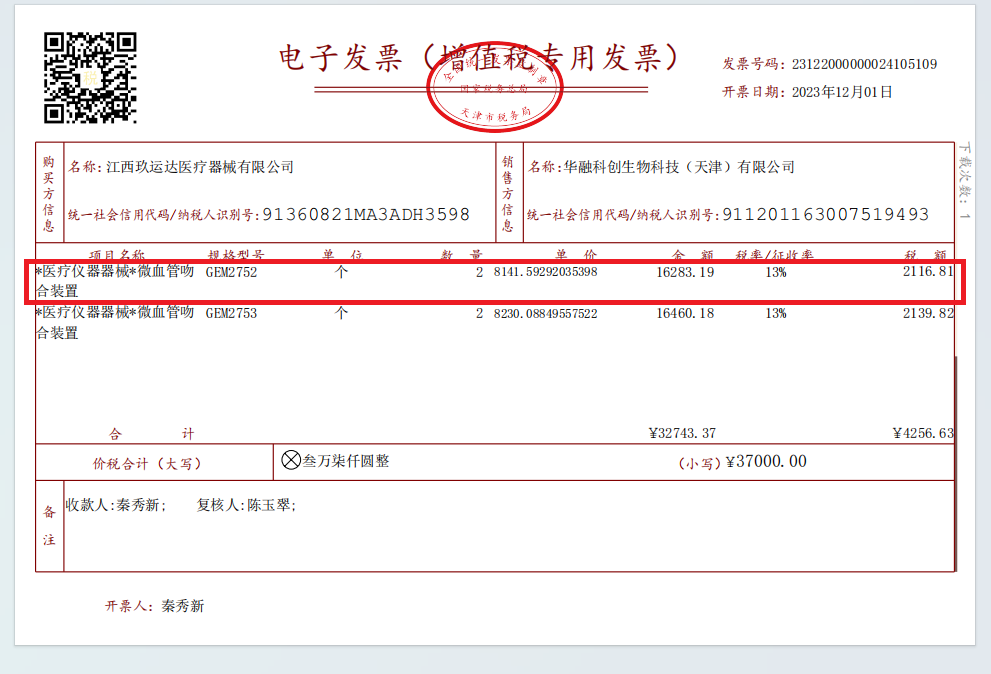 电子发票（增值税专用发票）
发票号码：23122000000024105109
开票日期：2023年12月01日
税
全国统一发票监制章
国家税务总局
天津市税务局
下载次数：1
购买方信息
名称：江西玖运达医疗器械有限公司
统一社会信用代码/纳税人识别号：91360821MA3ADH3598
销售方信息
名称：华融科创生物科技（天津）有限公司
统一社会信用代码/纳税人识别号：911201163007519493
项目名称 规格型号 单 位 数 量 单 价 金 额 税率/征收率 税 额
*医疗仪器器械*微血管吻 GEM2752 个 2 8141.59292035398 16283.19 13% 2116.81
合装置
*医疗仪器器械*微血管吻 GEM2753 个 2 8230.08849557522 16460.18 13% 2139.82
合装置
合 计 ¥32743.37 ¥4256.63
价税合计（大写） ⊗叁万柒仟圆整 （小写）¥37000.00
备注
收款人:秦秀新; 复核人:陈玉翠;
开票人：秦秀新